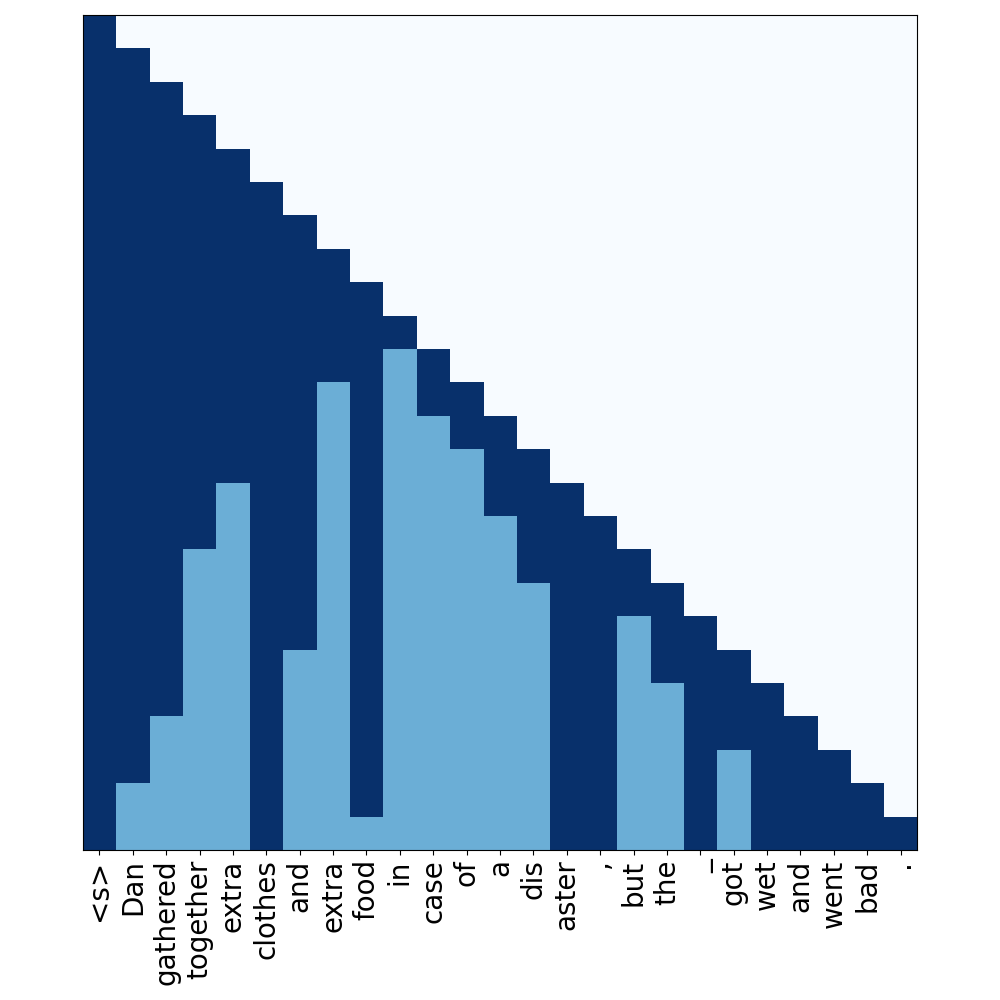 <s> Dan gathered together extra clothes and extra food in case of a dis aster , but the _ got wet and went bad .